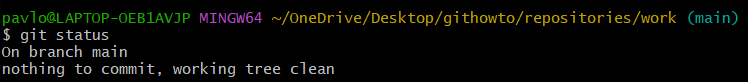 pavlo@LAPTOP-OEB1AVJP MINGW64 ~/OneDrive/Desktop/githowto/repositories/work (main)
$ git status
On branch main
nothing to commit, working tree clean